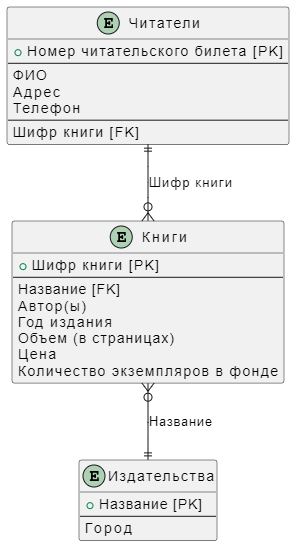 E Читатели
Номер читательского билета [PK]
ФИО
Адрес
Телефон
Шифр книги [FK]
Шифр книги
E Книги
Шифр книги [PK]
Название [FK]
Автор(ы)
Год издания
Объем (в страницах)
Цена
Количество экземпляров в фонде
Название
E Издательства
Название [PK]
Город